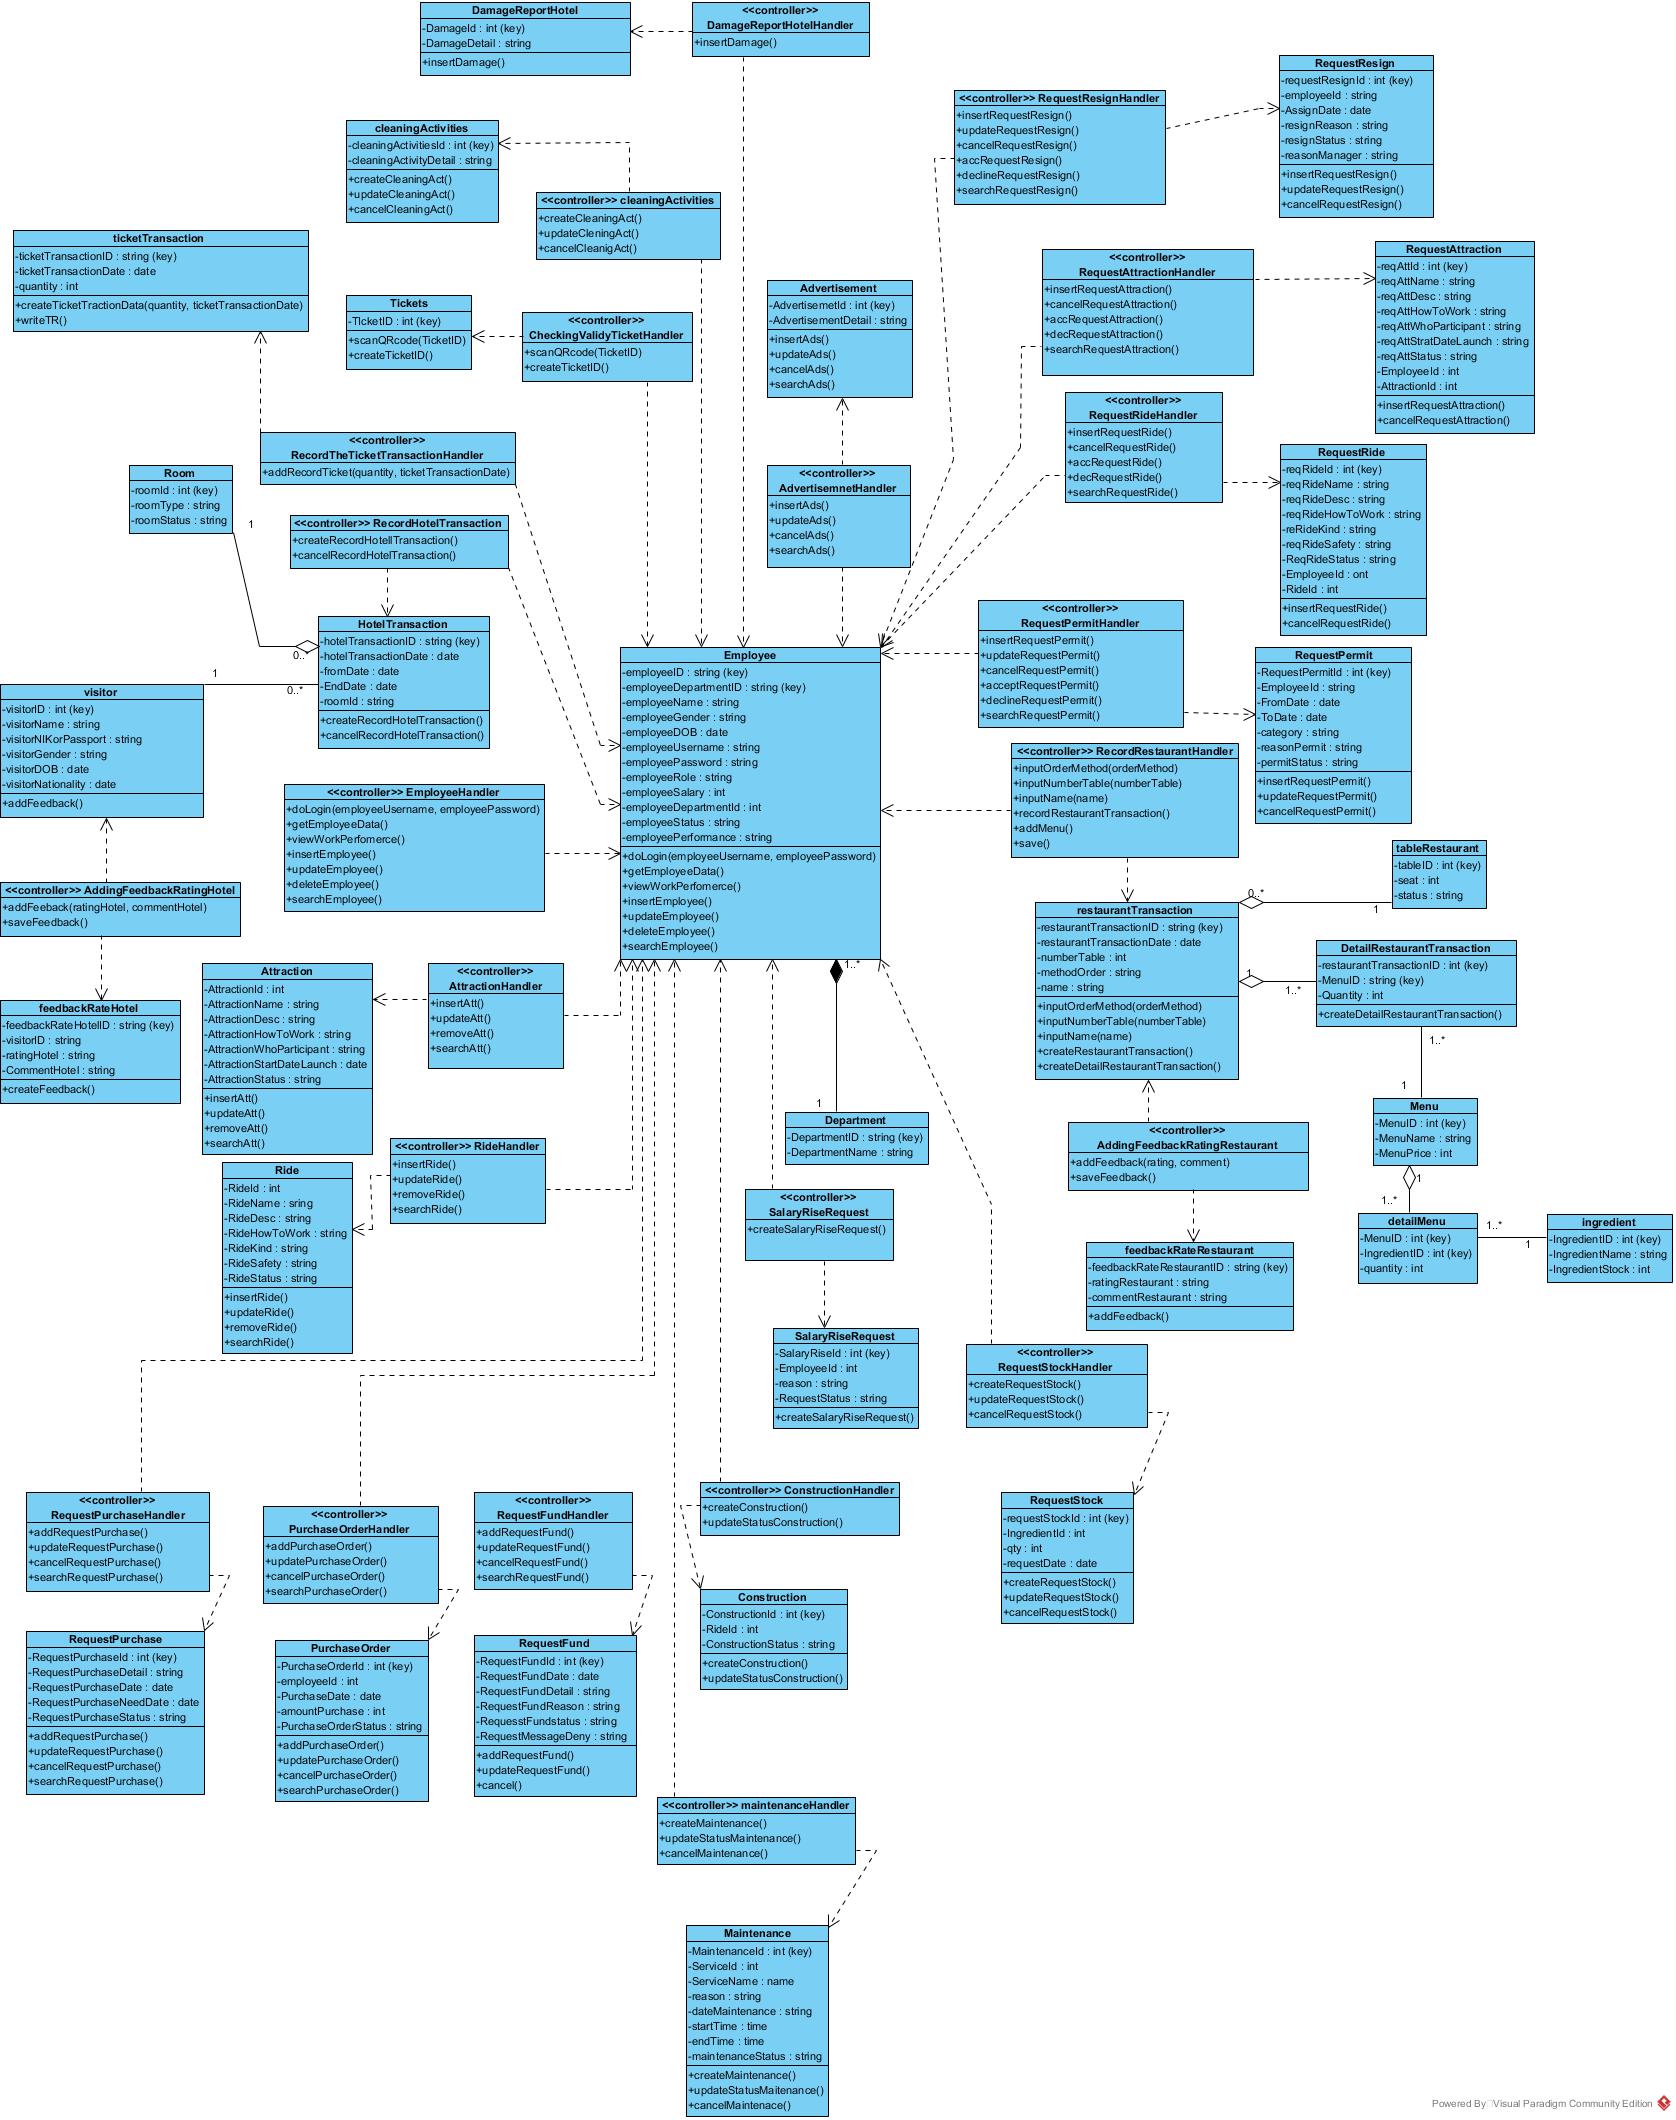 DamageReportHotel
-DamageId : int (key)
-DamageDetail : string
+insertDamage()
<<controller>>
DamageReportHotelHandler
+insertDamage()
RequestResign
-requestResignId : int (key)
-employeeId : string
-AssignDate : date
-resignReason : string
-resignStatus : string
-reasonManager : string
+insertRequestResign()
+updateRequestResign()
+cancelRequestResign()
<<controller>> RequestResignHandler
+insertRequestResign()
+updateRequestResign()
+cancelRequestResign()
+accRequestResign()
+declineRequestResign()
+searchRequestResign()
cleaningActivities
-cleaningActivitiesId : int (key)
-cleaningActivityDetail : string
+createCleaningAct()
+updateCleaningAct()
+cancelCleaningAct()
<<controller>> cleaningActivities
+createCleaningAct()
+updateCleningAct()
+cancelCleanigAct()
ticketTransaction
-ticketTransactionID : string (key)
-ticketTransactionDate : date
-quantity : int
+createTicketTractionData(quantity, ticketTransactionDate)
+writeTR()
Tickets
-TIcketID : int (key)
+scanQRcode(TicketID)
+createTicketID()
<<controller>>
CheckingValidyTicketHandler
+scanQRcode(TicketID)
+createTicketID()
Advertisement
-AdvertisemetId : int (key)
-AdvertisementDetail : string
+insertAds()
+updateAds()
+cancelAds()
+searchAds()
<<controller>>
RequestAttractionHandler
+insertRequestAttraction()
+cancelRequestAttraction()
+accRequestAttraction()
+decRequestAttraction()
+searchRequestAttraction()
RequestAttraction
-reqAttId : int (key)
-reqAttName : string
-reqAttDesc : string
-reqAttHowToWork : string
-reqAttWhoParticipant : string
-reqAttStratDateLaunch : string
-reqAttStatus : string
-EmployeeId : int
-AttractionId : int
+insertRequestAttraction()
+cancelRequestAttraction()
<<controller>>
RequestRideHandler
+insertRequestRide()
+cancelRequestRide()
+accRequestRide()
+decRequestRide()
+searchRequestRide()
RequestRide
-reqRideId : int (key)
-reqRideName : string
-reqRideDesc : string
-reqRideHowToWork : string
-reRideKind : string
-reqRideSafety : string
-ReqRideStatus : string
-EmployeeId : ont
-RideId : int
+insertRequestRide()
+cancelRequestRide()
<<controller>>
RecordTheTicketTransactionHandler
+addRecordTicket(quantity, ticketTransactionDate)
Room
-roomId : int (key)
-roomType : string
-roomStatus : string
1
<<controller>> RecordHotelTransaction
+createRecordHotellTransaction()
+cancelRecordHotelTransaction()
<<controller>>
AdvertisemnetHandler
+insertAds()
+updateAds()
+cancelAds()
+searchAds()
HotelTransaction
-hotelTransactionID : string (key)
-hotelTransactionDate : date
-fromDate : date
-EndDate : date
-roomId : string
+createRecordHotelTransaction()
+cancelRecordHotelTransaction()
0..*
1
0..*
visitor
-visitorID : int (key)
-visitorName : string
-visitorNIKorPassport : string
-visitorGender : string
-visitorDOB : date
-visitorNationality : date
+addFeedback()
Employee
-employeeID : string (key)
-employeeDepartmentID : string (key)
-employeeName : string
-employeeGender : string
-employeeDOB : date
-employeeUsername : string
-employeePassword : string
-employeeRole : string
-employeeSalary : int
-employeeDepartmentId : int
-employeeStatus : string
-employeePerformance : string
+doLogin(employeeUsername, employeePassword)
+getEmployeeData()
+viewWorkPerfomerce()
+insertEmployee()
+updateEmployee()
+deleteEmployee()
+searchEmployee()
<<controller>>
RequestPermitHandler
+insertRequestPermit()
+updateRequestPermit()
+cancelRequestPermit()
+acceptRequestPermit()
+declineRequestPermit()
+searchRequestPermit()
RequestPermit
-RequestPermitId : int (key)
-EmployeeId : string
-FromDate : date
-ToDate : date
-category : string
-reasonPermit : string
-permitStatus : string
+insertRequestPermit()
+updateRequestPermit()
+cancelRequestPermit()
<<controller>> RecordRestaurantHandler
+inputOrderMethod(orderMethod)
+inputNumberTable(numberTable)
+inputName(name)
+recordRestaurantTransaction()
+addMenu()
+save()
<<controller>> EmployeeHandler
+doLogin(employeeUsername, employeePassword)
+getEmployeeData()
+viewWorkPerfomerce()
+insertEmployee()
+updateEmployee()
+deleteEmployee()
+searchEmployee()
tableRestaurant
-tableID : int (key)
-seat : int
-status : string
0..*
1
<<controller>> AddingFeedbackRatingHotel
+addFeeback(ratingHotel, commentHotel)
+saveFeedback()
restaurantTransaction
-restaurantTransactionID : string (key)
-restaurantTransactionDate : date
-numberTable : int
-methodOrder : string
-name : string
+inputOrderMethod(orderMethod)
+inputNumberTable(numberTable)
+inputName(name)
+createRestaurantTransaction()
+createDetailRestaurantTransaction()
1
1..*
DetailRestaurantTransaction
-restaurantTransactionID : int (key)
-MenuID : string (key)
-Quantity : int
+createDetailRestaurantTransaction()
1..*
1
1..*
1
feedbackRateHotel
-feedbackRateHotelID : string (key)
-visitorID : string
-ratingHotel : string
-CommentHotel : string
+createFeedback()
Attraction
-AttractionId : int
-AttractionName : string
-AttractionDesc : string
-AttractionHowToWork : string
-AttractionWhoParticipant : string
-AttractionStartDateLaunch : date
-AttractionStatus : string
+insertAtt()
+updateAtt()
+removeAtt()
+searchAtt()
<<controller>>
AttractionHandler
+insertAtt()
+updateAtt()
+removeAtt()
+searchAtt()
Department
-DepartmentID : string (key)
-DepartmentName : string
Menu
-MenuID : int (key)
-MenuName : string
-MenuPrice : int
1
1..*
<<controller>>
AddingFeedbackRatingRestaurant
+addFeedback(rating, comment)
+saveFeedback()
<<controller>> RideHandler
+insertRide()
+updateRide()
+removeRide()
+searchRide()
Ride
-RideId : int
-RideName : sring
-RideDesc : string
-RideHowToWork : string
-RideKind : string
-RideSafety : string
-RideStatus : string
+insertRide()
+updateRide()
+removeRide()
+searchRide()
<<controller>>
SalaryRiseRequest
+createSalaryRiseRequest()
detailMenu
-MenuID : int (key)
-IngredientID : int (key)
-quantity : int
1..*
1
ingredient
-IngredientID : int (key)
-IngredientName : string
-IngredientStock : int
feedbackRateRestaurant
-feedbackRateRestaurantID : string (key)
-ratingRestaurant : string
-commentRestaurant : string
+addFeedback()
SalaryRiseRequest
-SalaryRiseId : int (key)
-EmployeeId : int
-reason : string
-RequestStatus : string
+createSalaryRiseRequest()
<<controller>>
RequestStockHandler
+createRequestStock()
+updateRequestStock()
+cancelRequestStock()
<<controller>>
RequestPurchaseHandler
+addRequestPurchase()
+updateRequestPurchase()
+cancelRequestPurchase()
+searchRequestPurchase()
<<controller>>
PurchaseOrderHandler
+addPurchaseOrder()
+updatePurchaseOrder()
+cancelPurchaseOrder()
+searchPurchaseOrder()
<<controller>>
RequestFundHandler
+addRequestFund()
+updateRequestFund()
+cancelRequestFund()
+searchRequestFund()
<<controller>> ConstructionHandler
+createConstruction()
+updateStatusConstruction()
RequestStock
-requestStockId : int (key)
-IngredientId : int
-qty : int
-requestDate : date
+createRequestStock()
+updateRequestStock()
+cancelRequestStock()
Construction
-ConstructionId : int (key)
-RideId : int
-ConstructionStatus : string
+createConstruction()
+updateStatusConstruction()
RequestPurchase
-RequestPurchaseId : int (key)
-RequestPurchaseDetail : string
-RequestPurchaseDate : date
-RequestPurchaseNeedDate : date
-RequestPurchaseStatus : string
+addRequestPurchase()
+updateRequestPurchase()
+cancelRequestPurchase()
+searchRequestPurchase()
PurchaseOrder
-PurchaseOrderId : int (key)
-employeeId : int
-PurchaseDate : date
-amountPurchase : int
-PurchaseOrderStatus : string
+addPurchaseOrder()
+updatePurchaseOrder()
+cancelPurchaseOrder()
+searchPurchaseOrder()
RequestFund
-RequestFundId : int (key)
-RequestFundDate : date
-RequestFundDetail : string
-RequestFundReason : string
-RequesstFundstatus : string
-RequestMessageDeny : string
+addRequestFund()
+updateRequestFund()
+cancel()
<<controller>> maintenanceHandler
+createMaintenance()
+updateStatusMaintenance()
+cancelMaintenance()
Maintenance
-MaintenanceId : int (key)
-ServiceId : int
-ServiceName : name
-reason : string
-dateMaintenance : string
-startTime : time
-endTime : time
-maintenanceStatus : string
+createMaintenance()
+updateStatusMaitenance()
+cancelMaintenace()
Powered By Visual Paradigm Community Edition